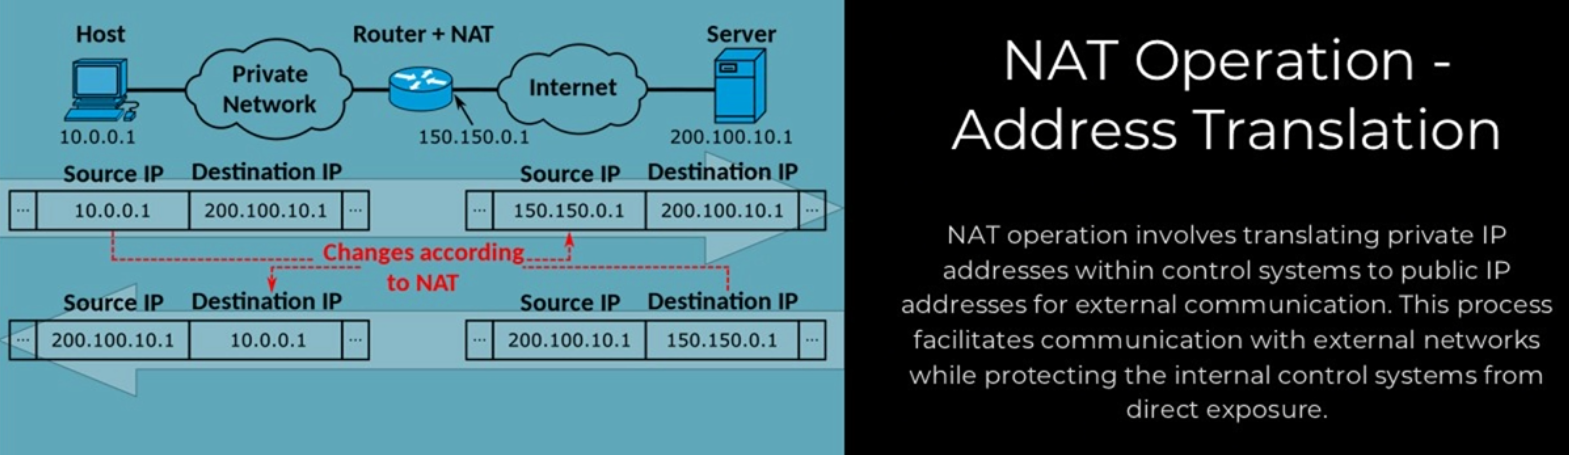 Host
Router + NAT
Server
Private
Network
Internet
10.0.0.1
150.150.0.1
200.100.10.1
Source IP Destination IP
Source IP Destination IP
... 10.0.0.1 200.100.10.1 ...
... 150.150.0.1 200.100.10.1 ...
Changes according
to NAT
Source IP Destination IP
Source IP Destination IP
... 200.100.10.1 10.0.0.1 ...
... 200.100.10.1 150.150.0.1 ...
NAT Operation -
Address Translation
NAT operation involves translating private IP
addresses within control systems to public IP
addresses for external communication. This process
facilitates communication with external networks
while protecting the internal control systems from
direct exposure.